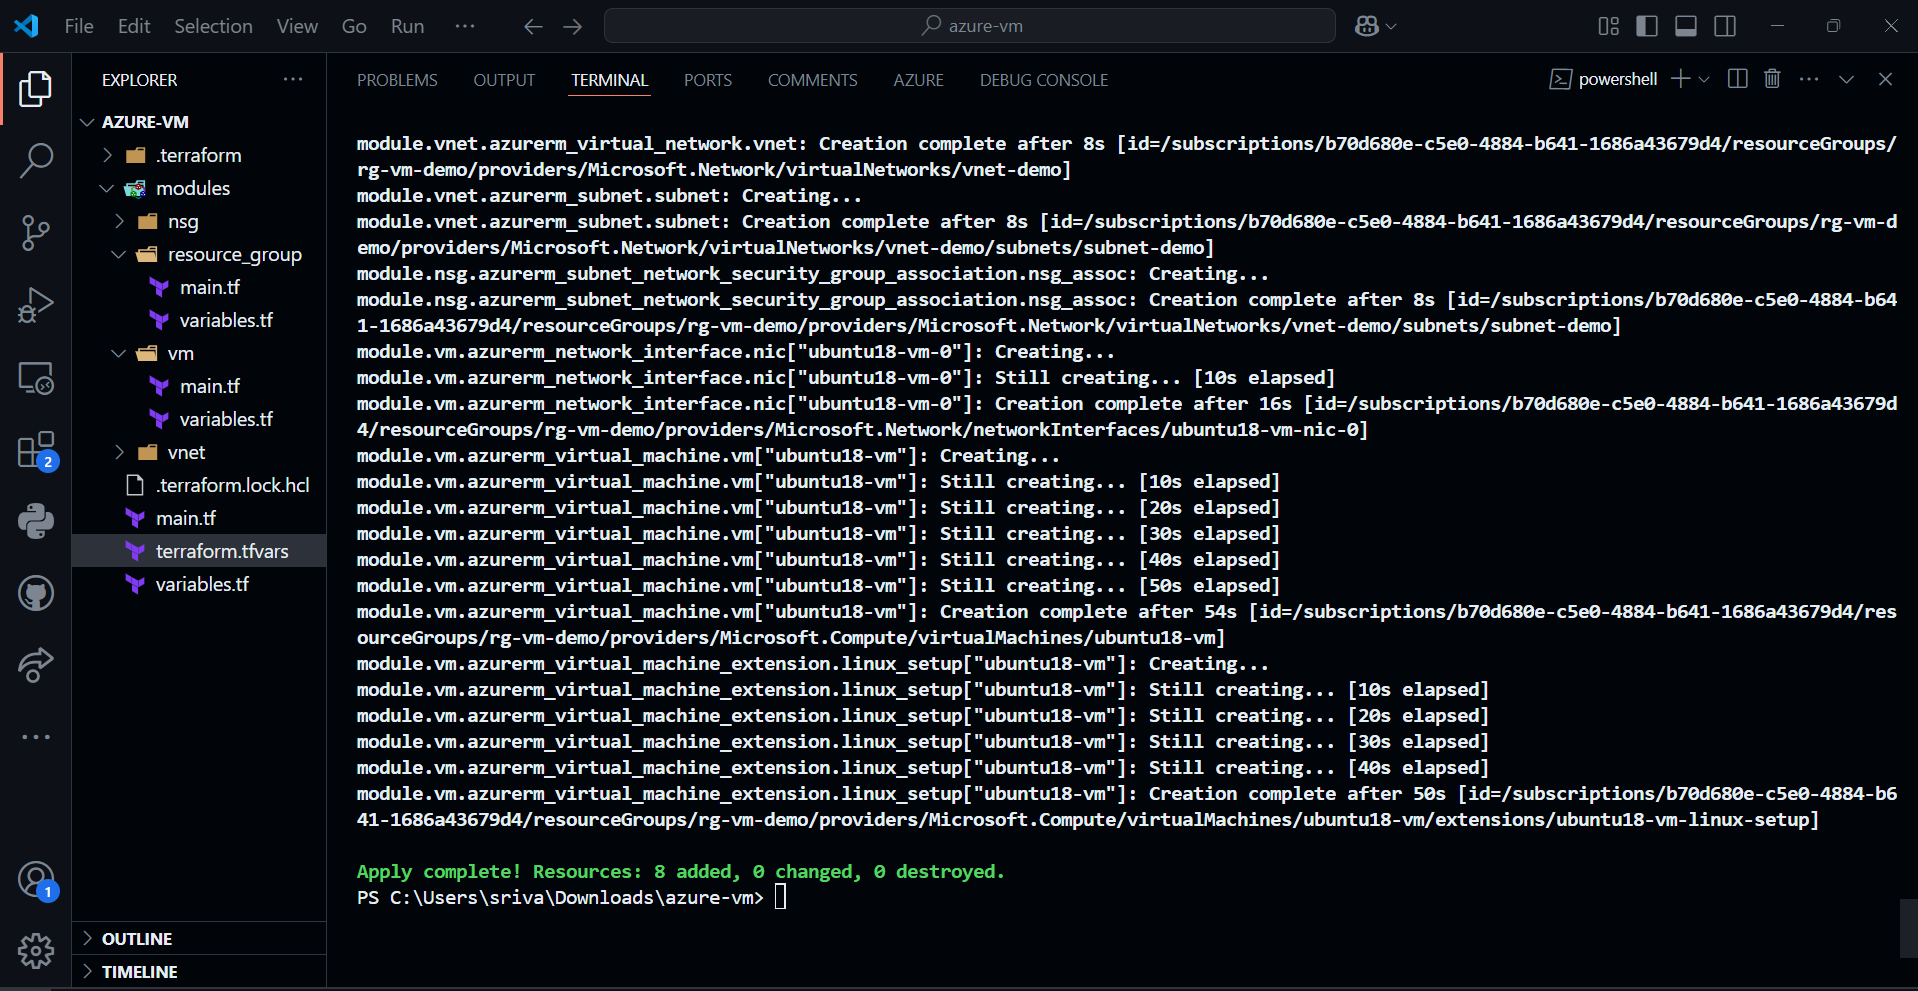 File Edit Selection View Go Run ··· azure-vm
EXPLORER ···
AZURE-VM
.terraform
modules
nsg
resource_group
main.tf
variables.tf
vm
main.tf
variables.tf
vnet
.terraform.lock.hcl
main.tf
terraform.tfvars
variables.tf
OUTLINE
TIMELINE
2
1
PROBLEMS OUTPUT TERMINAL PORTS COMMENTS AZURE DEBUG CONSOLE powershell ···
module.vnet.azurerm_virtual_network.vnet: Creation complete after 8s [id=/subscriptions/b70d680e-c5e0-4884-b641-1686a43679d4/resourceGroups/
rg-vm-demo/providers/Microsoft.Network/virtualNetworks/vnet-demo]
module.vnet.azurerm_subnet.subnet: Creating...
module.vnet.azurerm_subnet.subnet: Creation complete after 8s [id=/subscriptions/b70d680e-c5e0-4884-b641-1686a43679d4/resourceGroups/rg-vm-d
emo/providers/Microsoft.Network/virtualNetworks/vnet-demo/subnets/subnet-demo]
module.nsg.azurerm_subnet_network_security_group_association.nsg_assoc: Creating...
module.nsg.azurerm_subnet_network_security_group_association.nsg_assoc: Creation complete after 8s [id=/subscriptions/b70d680e-c5e0-4884-b64
1-1686a43679d4/resourceGroups/rg-vm-demo/providers/Microsoft.Network/virtualNetworks/vnet-demo/subnets/subnet-demo]
module.vm.azurerm_network_interface.nic["ubuntu18-vm-0"]: Creating...
module.vm.azurerm_network_interface.nic["ubuntu18-vm-0"]: Still creating... [10s elapsed]
module.vm.azurerm_network_interface.nic["ubuntu18-vm-0"]: Creation complete after 16s [id=/subscriptions/b70d680e-c5e0-4884-b641-1686a43679d
4/resourceGroups/rg-vm-demo/providers/Microsoft.Network/networkInterfaces/ubuntu18-vm-nic-0]
module.vm.azurerm_virtual_machine.vm["ubuntu18-vm"]: Creating...
module.vm.azurerm_virtual_machine.vm["ubuntu18-vm"]: Still creating... [10s elapsed]
module.vm.azurerm_virtual_machine.vm["ubuntu18-vm"]: Still creating... [20s elapsed]
module.vm.azurerm_virtual_machine.vm["ubuntu18-vm"]: Still creating... [30s elapsed]
module.vm.azurerm_virtual_machine.vm["ubuntu18-vm"]: Still creating... [40s elapsed]
module.vm.azurerm_virtual_machine.vm["ubuntu18-vm"]: Still creating... [50s elapsed]
module.vm.azurerm_virtual_machine.vm["ubuntu18-vm"]: Creation complete after 54s [id=/subscriptions/b70d680e-c5e0-4884-b641-1686a43679d4/res
ourceGroups/rg-vm-demo/providers/Microsoft.Compute/virtualMachines/ubuntu18-vm]
module.vm.azurerm_virtual_machine_extension.linux_setup["ubuntu18-vm"]: Creating...
module.vm.azurerm_virtual_machine_extension.linux_setup["ubuntu18-vm"]: Still creating... [10s elapsed]
module.vm.azurerm_virtual_machine_extension.linux_setup["ubuntu18-vm"]: Still creating... [20s elapsed]
module.vm.azurerm_virtual_machine_extension.linux_setup["ubuntu18-vm"]: Still creating... [30s elapsed]
module.vm.azurerm_virtual_machine_extension.linux_setup["ubuntu18-vm"]: Still creating... [40s elapsed]
module.vm.azurerm_virtual_machine_extension.linux_setup["ubuntu18-vm"]: Creation complete after 50s [id=/subscriptions/b70d680e-c5e0-4884-b6
41-1686a43679d4/resourceGroups/rg-vm-demo/providers/Microsoft.Compute/virtualMachines/ubuntu18-vm/extensions/ubuntu18-vm-linux-setup]
Apply complete! Resources: 8 added, 0 changed, 0 destroyed.
PS C:\Users\sriva\Downloads\azure-vm>